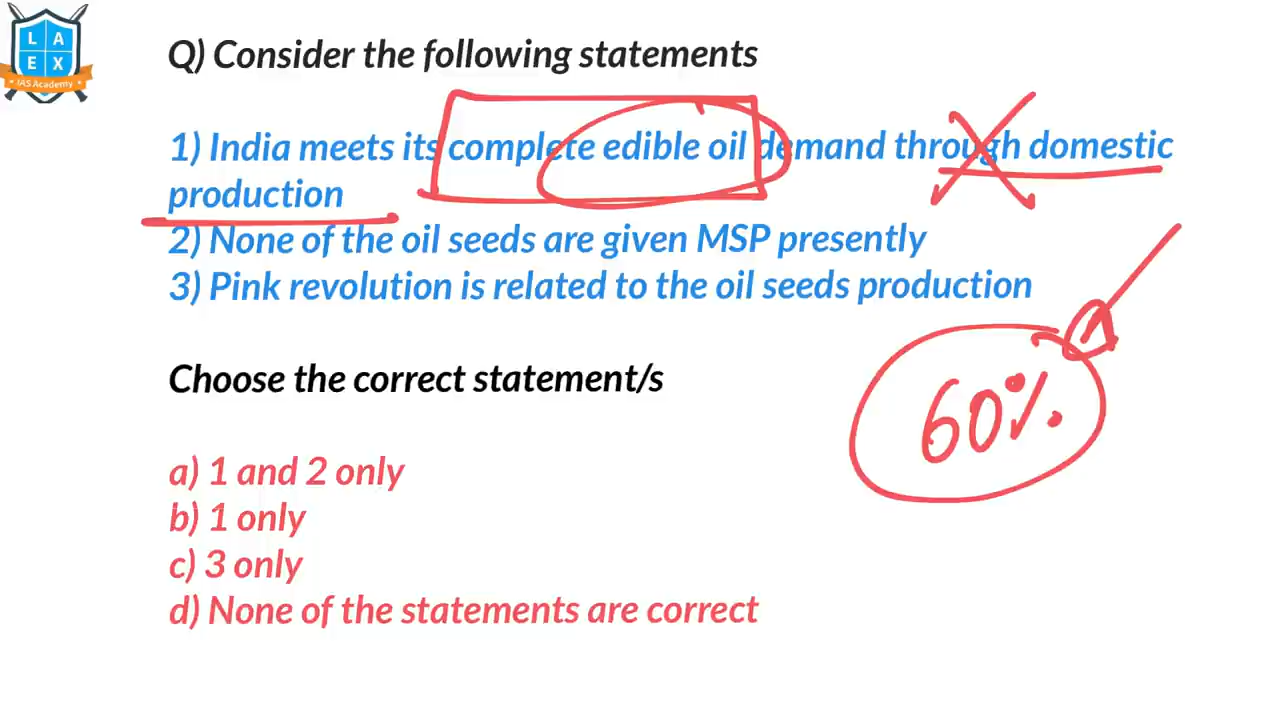 L A
E X
IAS Academy
Q) Consider the following statements
1) India meets its complete edible oil demand through domestic
production
2) None of the oil seeds are given MSP presently
3) Pink revolution is related to the oil seeds production
Choose the correct statement/s
60%
a) 1 and 2 only
b) 1 only
c) 3 only
d) None of the statements are correct